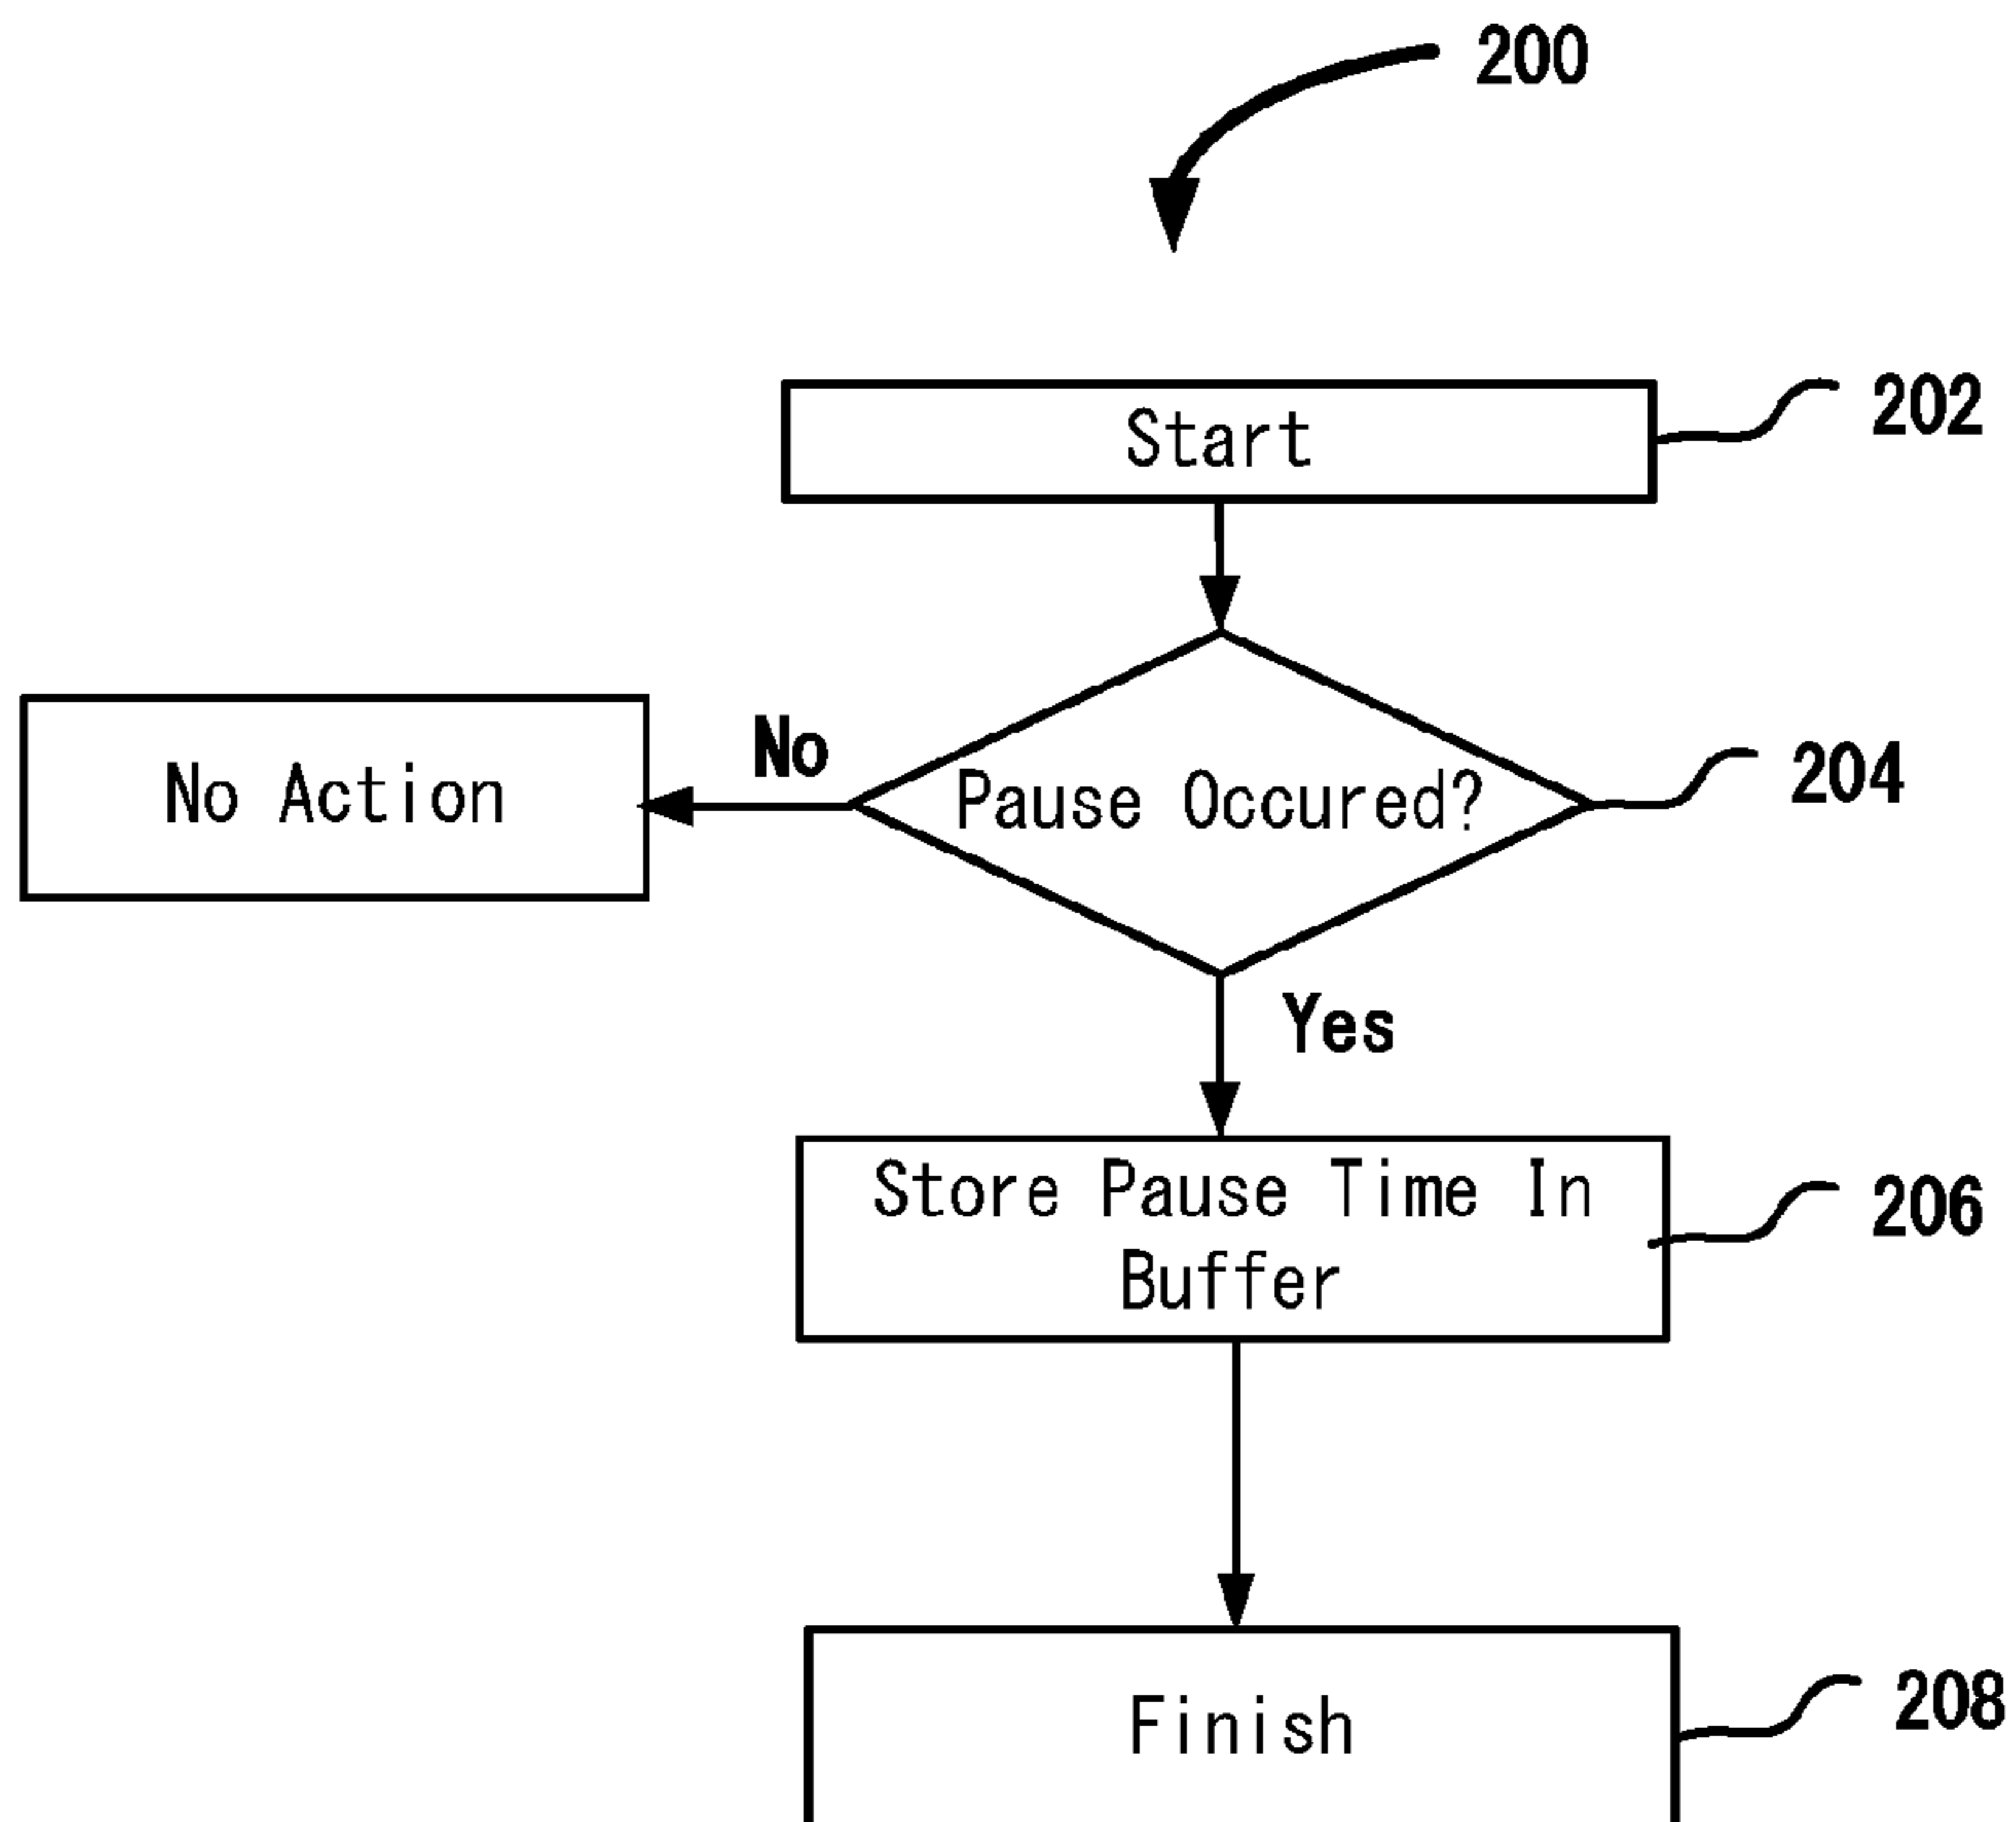 200
Start
202
No Action
No
Pause Occured?
204
Yes
Store Pause Time In
Buffer
206
Finish
208